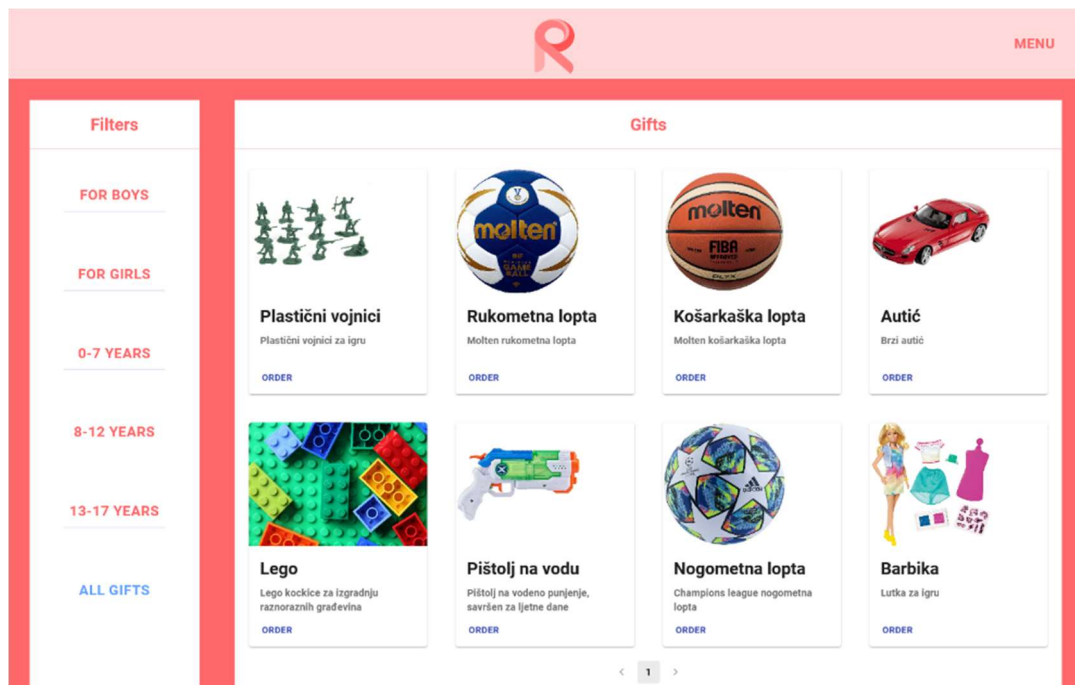 MENU
Filters
FOR BOYS
FOR GIRLS
0-7 YEARS
8-12 YEARS
13-17 YEARS
ALL GIFTS
Gifts
Plastični vojnici
Plastični vojnici za igru
ORDER
molten
GAME
BALL
Rukometna lopta
Molten rukometna lopta
ORDER
molten
FIBA
Košarkaška lopta
Molten košarkaška lopta
ORDER
Autić
Brzi autić
ORDER
Lego
Lego kockice za izgradnju
raznoraznih građevina
ORDER
Pištolj na vodu
Pištolj na vodeno punjenje,
savršen za ljetne dane
ORDER
adidas
Nogometna lopta
Champions league nogometna
lopta
ORDER
Barbika
Lutka za igru
ORDER
< 1 >